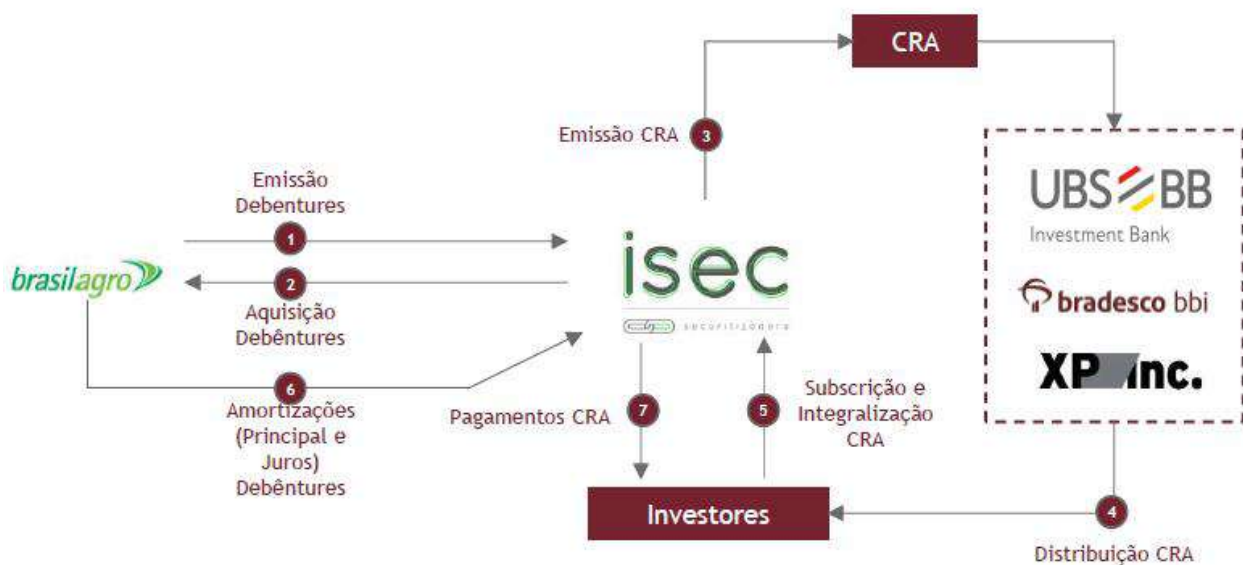 CRA
Emissão CRA
3
Emissão
Debentures
1
UBS BB
Investment Bank
brasilagro
isec
securitizadora
2
Aquisição
Debêntures
bradesco bbi
XP inc.
6
Amortizações
(Principal e
Juros)
Debêntures
Pagamentos CRA
7
5
Subscrição e
Integralização
CRA
Investores
4
Distribuição CRA